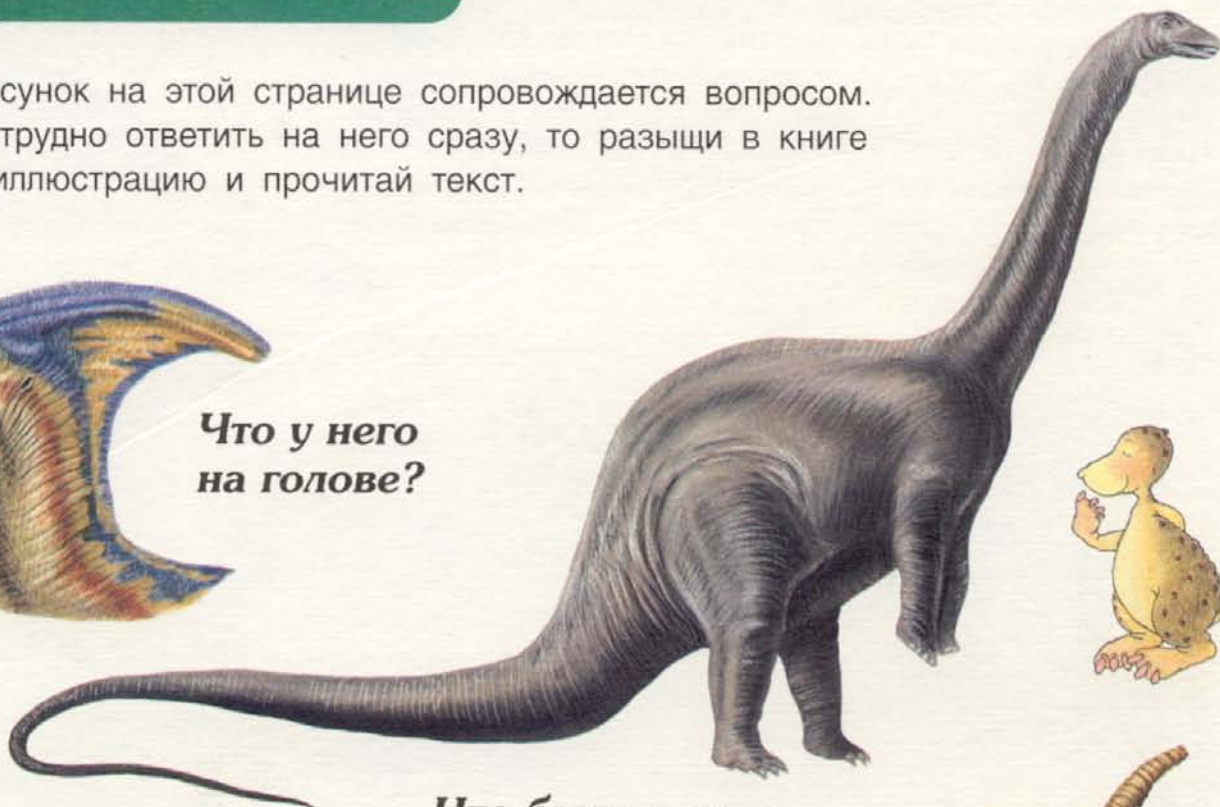 сунок на этой странице сопровождается вопросом.
трудно ответить на него сразу, то разыщи в книге
иллюстрацию и прочитай текст.
Что у него
на голове?